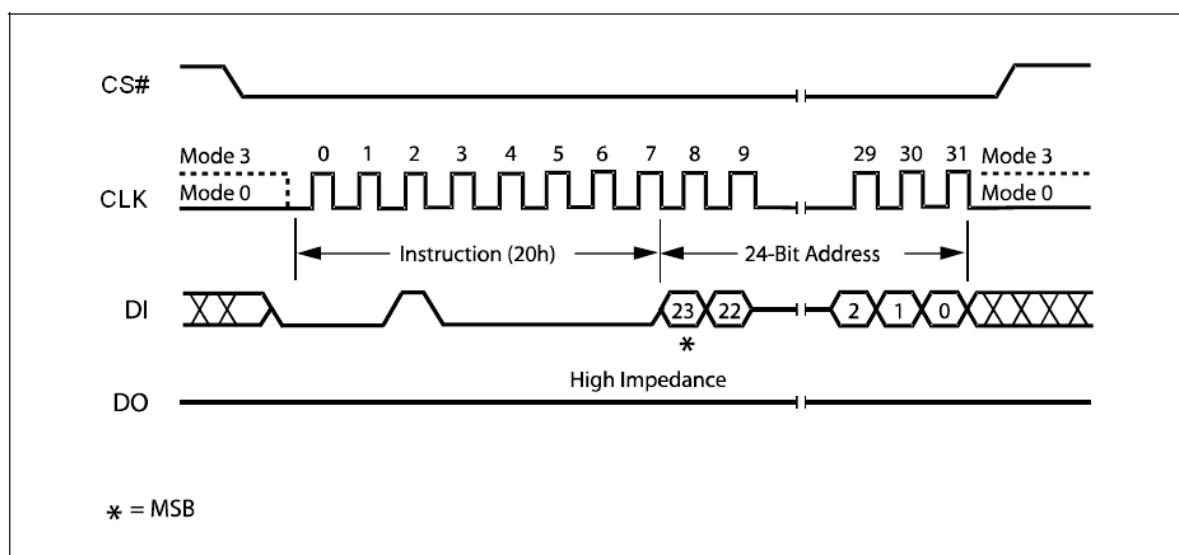 CS#
Mode 3 0 1 2 3 4 5 6 7 8 9 29 30 31 Mode 3
CLK Mode 0 Mode 0
Instruction (20h) 24-Bit Address
DI 23 22 2 1 0
*
High Impedance
DO
* = MSB